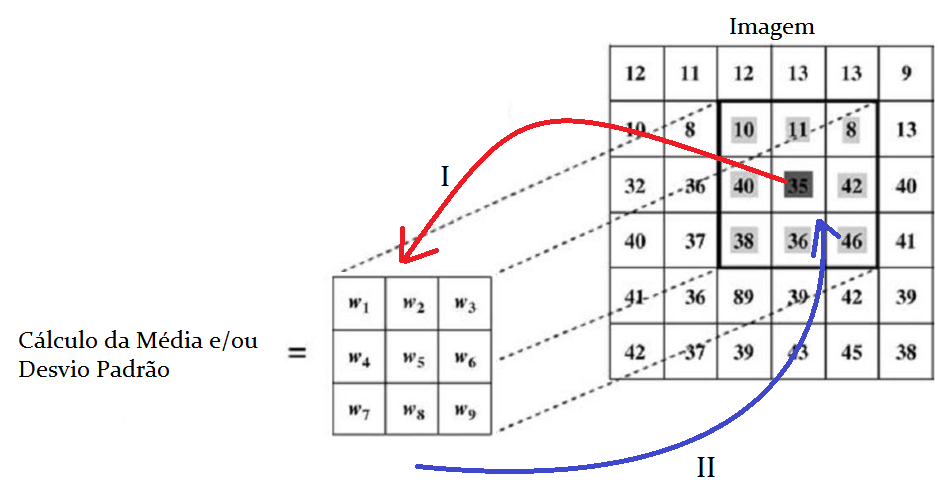 Imagem
12 11 12 13 13 9
10 8 10 11 8 13
32 36 40 35 42 40
40 37 38 36 46 41
41 36 89 39 42 39
42 37 39 43 45 38
I
w1 w2 w3
w4 w5 w6
w7 w8 w9
Cálculo da Média e/ou
Desvio Padrão
=
II